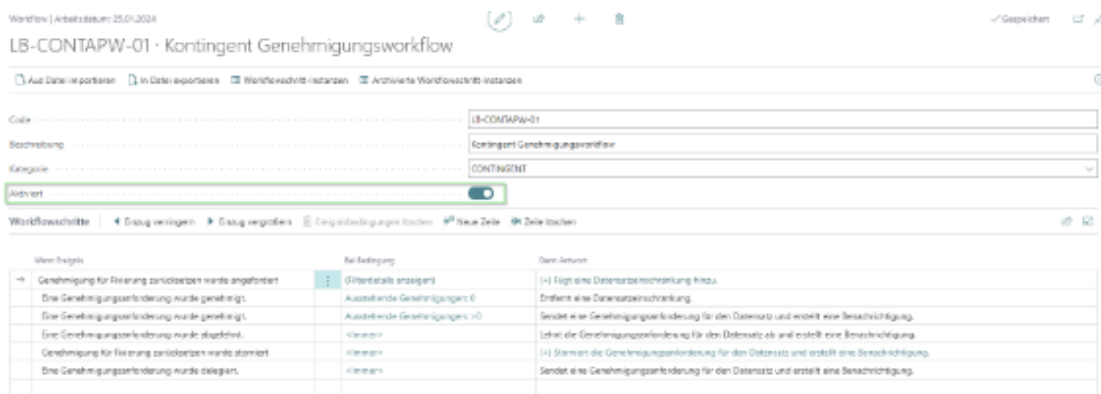 Workflow | Arbeitsdatum: 25.01.2024
Gespeichert
LB-CONTAPW-01 · Kontingent Genehmigungsworkflow
Aus Datei importieren In Datei exportieren Workflowschritt-Instanzen Archivierte Workflowschritt-Instanzen
Code LB-CONTAPW-01
Beschreibung Kontingent Genehmigungsworkflow
Kategorie CONTINGENT
Aktiviert
Workflowschritte Einzug verringern Einzug vergrößern Ereignisbedingungen löschen Neue Zeile Zeile löschen
Wenn Ereignis Bei Bedingung Dann Antwort
Genehmigung für Fixierung zurücksetzen wurde angefordert (Filterdetails anzeigen) (+) Fügt eine Datensatzeinschränkung hinzu.
Eine Genehmigungsanforderung wurde genehmigt. Ausstehende Genehmigungen: 0 Entfernt eine Datensatzeinschränkung.
Eine Genehmigungsanforderung wurde genehmigt. Ausstehende Genehmigungen: >0 Sendet eine Genehmigungsanforderung für den Datensatz und erstellt eine Benachrichtigung.
Eine Genehmigungsanforderung wurde abgelehnt. <Immer> Lehnt die Genehmigungsanforderung für den Datensatz ab und erstellt eine Benachrichtigung.
Genehmigung für Fixierung zurücksetzen wurde storniert <Immer> (+) Storniert die Genehmigungsanforderung für den Datensatz und erstellt eine Benachrichtigung.
Eine Genehmigungsanforderung wurde delegiert. <Immer> Sendet eine Genehmigungsanforderung für den Datensatz und erstellt eine Benachrichtigung.